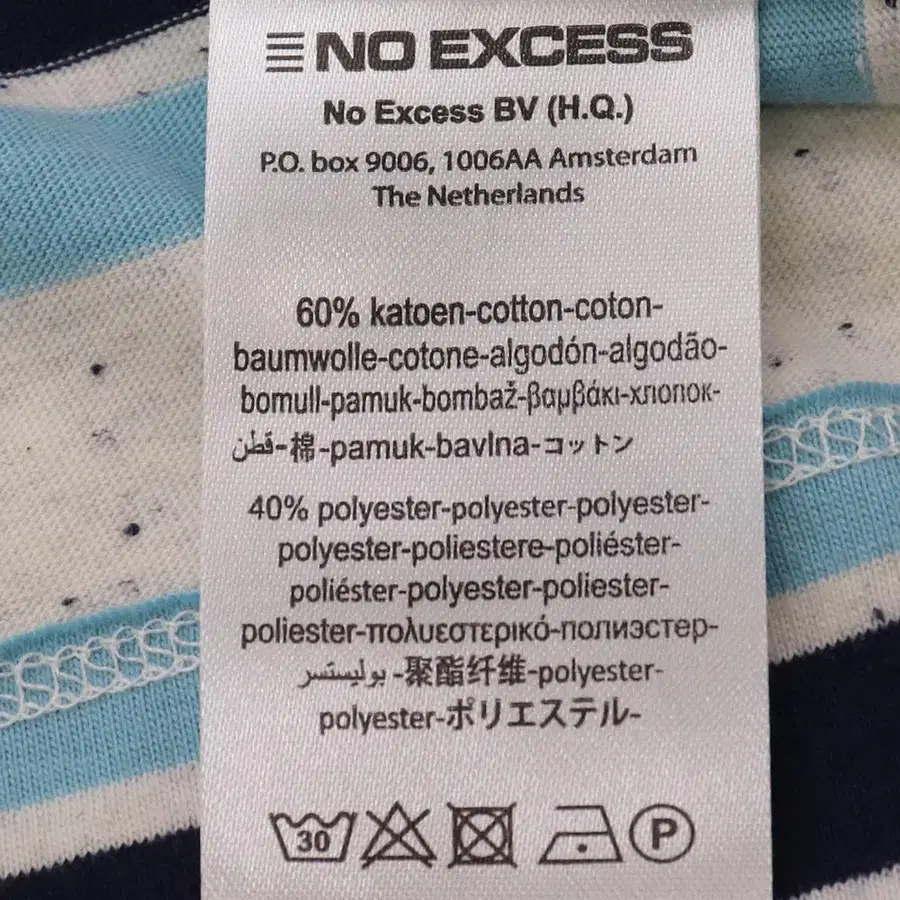 NO EXCESS
No Excess BV (H.Q.)
P.O. box 9006, 1006AA Amsterdam
The Netherlands
60% katoen-cotton-coton-
baumwolle-cotone-algodón-algodão-
bomull-pamuk-bombaž-βαμβάκι-хлопок-
قطن-棉-pamuk-bavlna-コットン
40% polyester-polyester-polyester-
polyester-poliestere-poliéster-
poliéster-polyester-poliester-
poliester-πολυεστερικό-полиэстер-
بوليستسر-聚酯纤维-polyester-
polyester-ポリエステル-
30
P